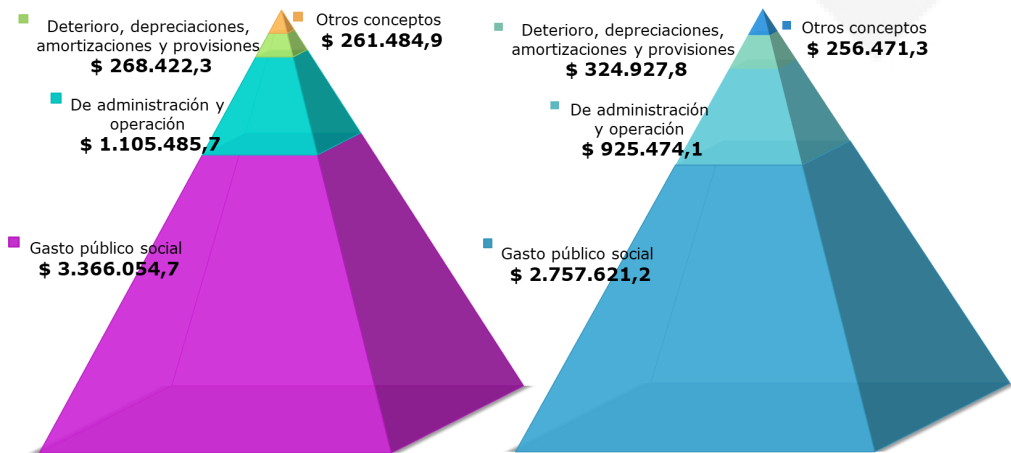 Deterioro, depreciaciones,
amortizaciones y provisiones
$ 268.422,3
Otros conceptos
$ 261.484,9
De administración y
operación
$ 1.105.485,7
Gasto público social
$ 3.366.054,7
Deterioro, depreciaciones,
amortizaciones y provisiones
$ 324.927,8
Otros conceptos
$ 256.471,3
De administración
y operación
$ 925.474,1
Gasto público social
$ 2.757.621,2